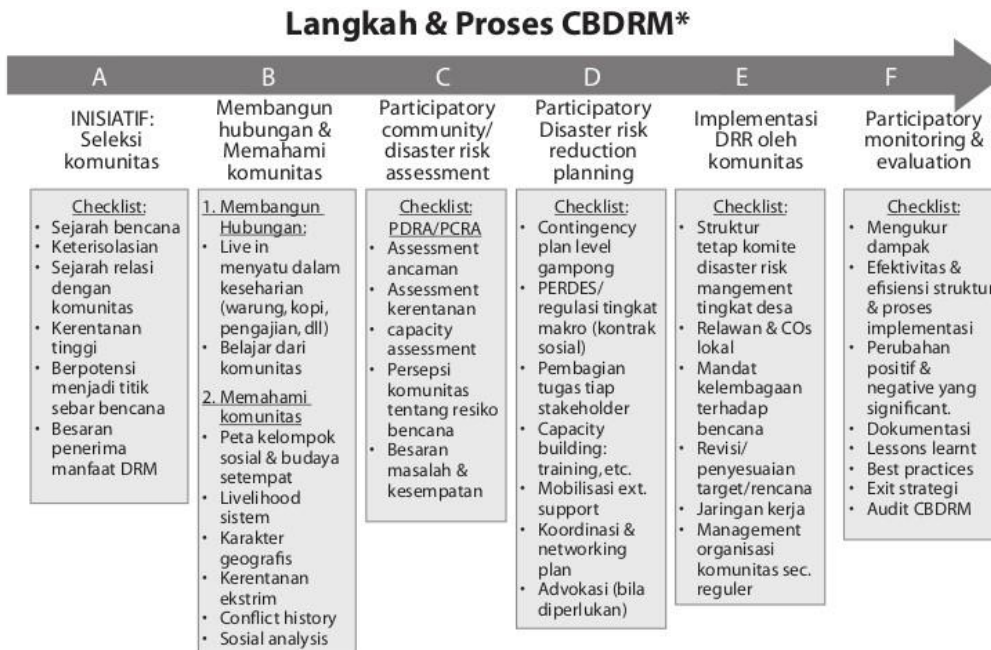 Langkah & Proses CBDRM*
A
B
C
D
E
F
INISIATIF:
Seleksi
komunitas
Checklist:
• Sejarah bencana
• Keterisolasian
• Sejarah relasi
dengan
komunitas
• Kerentanan
tinggi
• Berpotensi
menjadi titik
sebar bencana
• Besaran
penerima
manfaat DRM
Membangun
hubungan &
Memahami
komunitas
1. Membangun
Hubungan:
• Live in
menyatu dalam
keseharian
(warung, kopi,
pengajian, dll)
• Belajar dari
komunitas
2. Memahami
komunitas
• Peta kelompok
sosial & budaya
setempat
• Livelihood
sistem
• Karakter
geografis
• Kerentanan
ekstrim
• Conflict history
• Sosial analysis
Participatory
community/
disaster risk
assessment
Checklist:
PDRA/PCRA
• Assessment
ancaman
• Assessment
kerentanan
• capacity
assessment
• Persepsi
komunitas
tentang resiko
bencana
• Besaran
masalah &
kesempatan
Participatory
Disaster risk
reduction
planning
Checklist:
• Contingency
plan level
gampong
• PERDES/
regulasi tingkat
makro (kontrak
sosial)
• Pembagian
tugas tiap
stakeholder
• Capacity
building:
training, etc.
• Mobilisasi ext.
support
• Koordinasi &
networking
plan
• Advokasi (bila
diperlukan)
Implementasi
DRR oleh
komunitas
Checklist:
• Struktur
tetap komite
disaster risk
mangement
tingkat desa
• Relawan & COs
lokal
• Mandat
kelembagaan
terhadap
bencana
• Revisi/
penyesuaian
target/rencana
• Jaringan kerja
• Management
organisasi
komunitas sec.
reguler
Participatory
monitoring &
evaluation
Checklist:
• Mengukur
dampak
• Efektivitas &
efisiensi struktur
& proses
implementasi
• Perubahan
positif &
negative yang
significant.
• Dokumentasi
• Lessons learnt
• Best practices
• Exit strategi
• Audit CBDRM